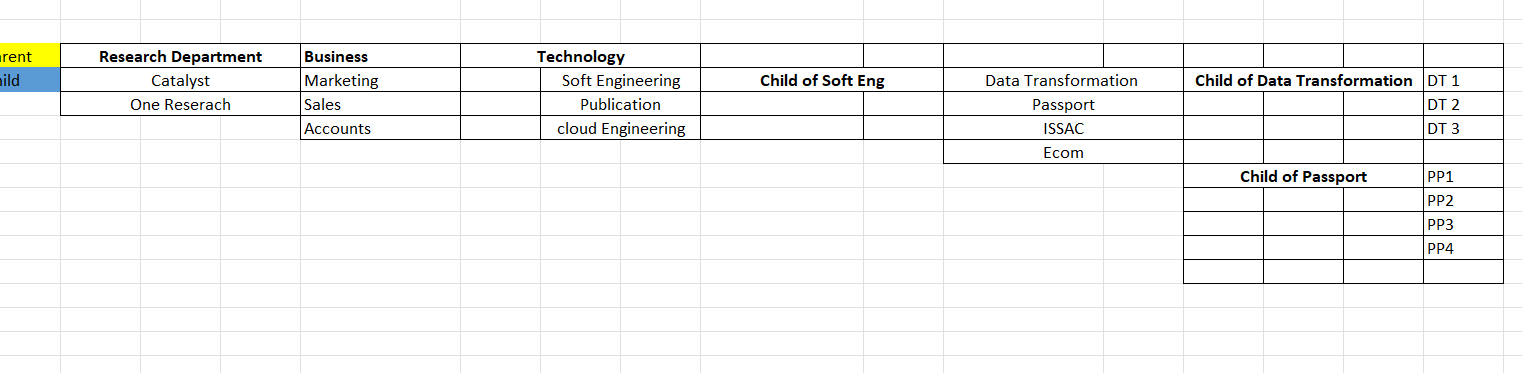 rent Research Department Business Technology
ild Catalyst Marketing Soft Engineering Child of Soft Eng Data Transformation Child of Data Transformation DT 1
One Reserach Sales Publication Passport DT 2
Accounts cloud Engineering ISSAC DT 3
Ecom
Child of Passport PP1
PP2
PP3
PP4